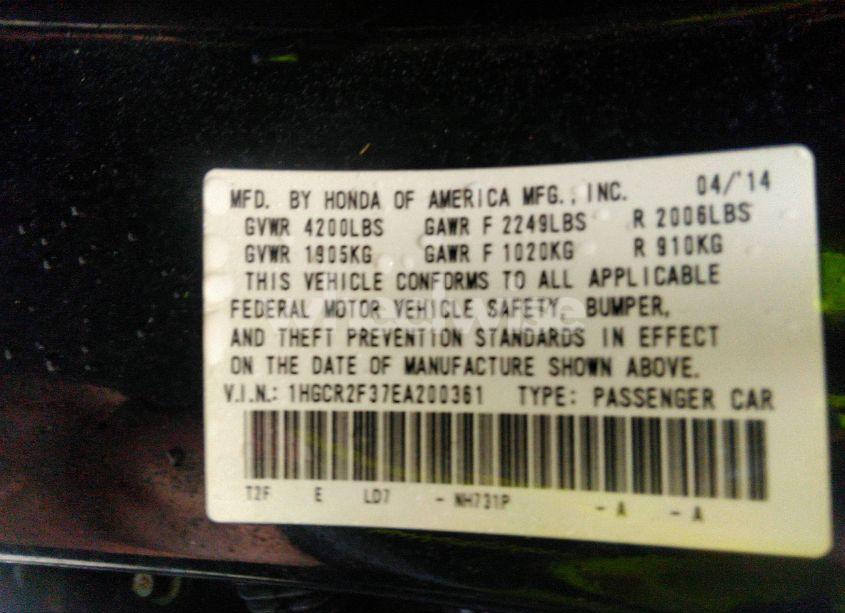 MFD. BY HONDA OF AMERICA MFG., INC. 04/'14
GVWR 4200LBS GAWR F 2249LBS R 2006LBS
GVWR 1905KG GAWR F 1020KG R 910KG
THIS VEHICLE CONFORMS TO ALL APPLICABLE
FEDERAL MOTOR VEHICLE SAFETY, BUMPER,
AND THEFT PREVENTION STANDARDS IN EFFECT
ON THE DATE OF MANUFACTURE SHOWN ABOVE.
V.I.N.: 1HGCR2F37EA200361 TYPE: PASSENGER CAR
T2F E LD7 - NH731P - A - A